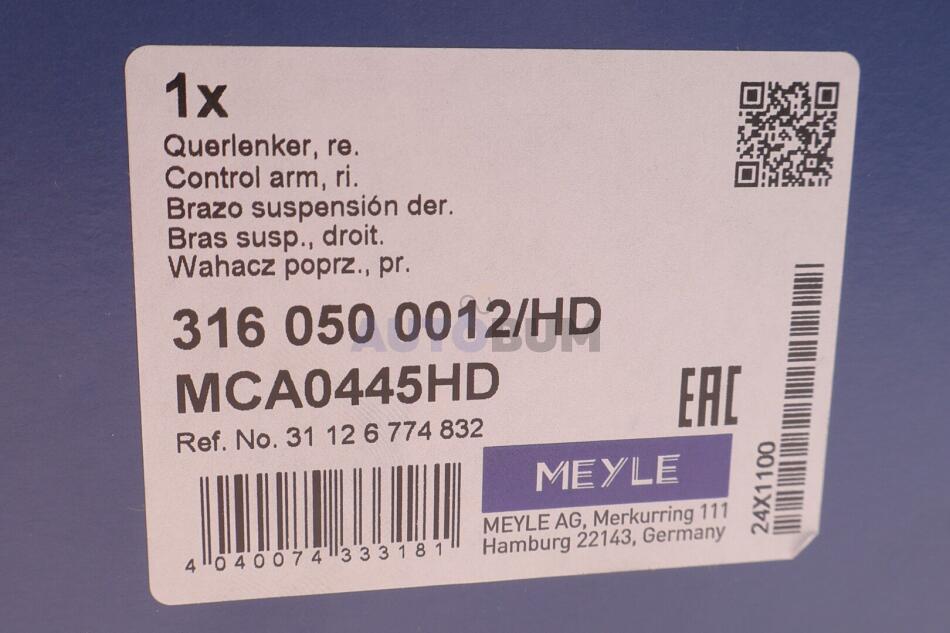 1x
Querlenker, re.
Control arm, ri.
Brazo suspensión der.
Bras susp., droit.
Wahacz poprz., pr.
316 050 0012/HD
AUTOBUM
MCA0445HD
Ref. No. 31 12 6 774 832
EAC
MEYLE
MEYLE AG, Merkurring 111
Hamburg 22143, Germany
4 040074 333181
24X1100